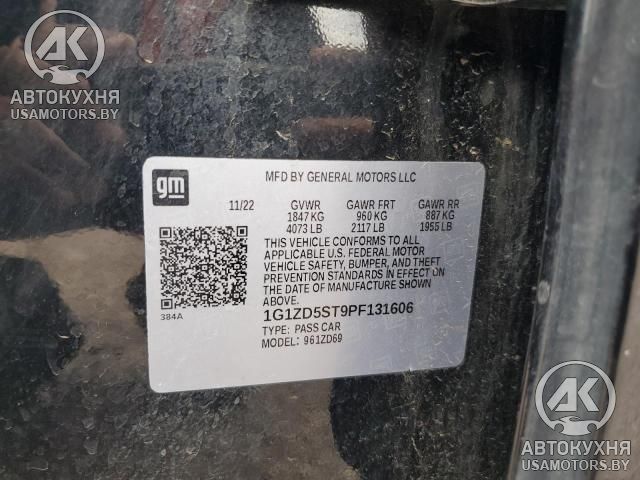 AK
АВТОКУХНЯ
USAMOTORS.BY
gm
MFD BY GENERAL MOTORS LLC
11/22 GVWR GAWR FRT GAWR RR
1847 KG 960 KG 887 KG
4073 LB 2117 LB 1955 LB
THIS VEHICLE CONFORMS TO ALL
APPLICABLE U.S. FEDERAL MOTOR
VEHICLE SAFETY, BUMPER, AND THEFT
PREVENTION STANDARDS IN EFFECT ON
THE DATE OF MANUFACTURE SHOWN
ABOVE.
384A
1G1ZD5ST9PF131606
TYPE: PASS CAR
MODEL: 961ZD69
AK
АВТОКУХНЯ
USAMOTORS.BY